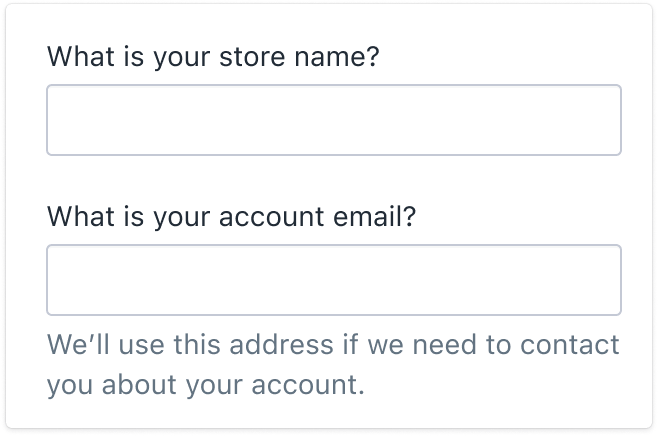 What is your store name?
What is your account email?
We’ll use this address if we need to contact
you about your account.